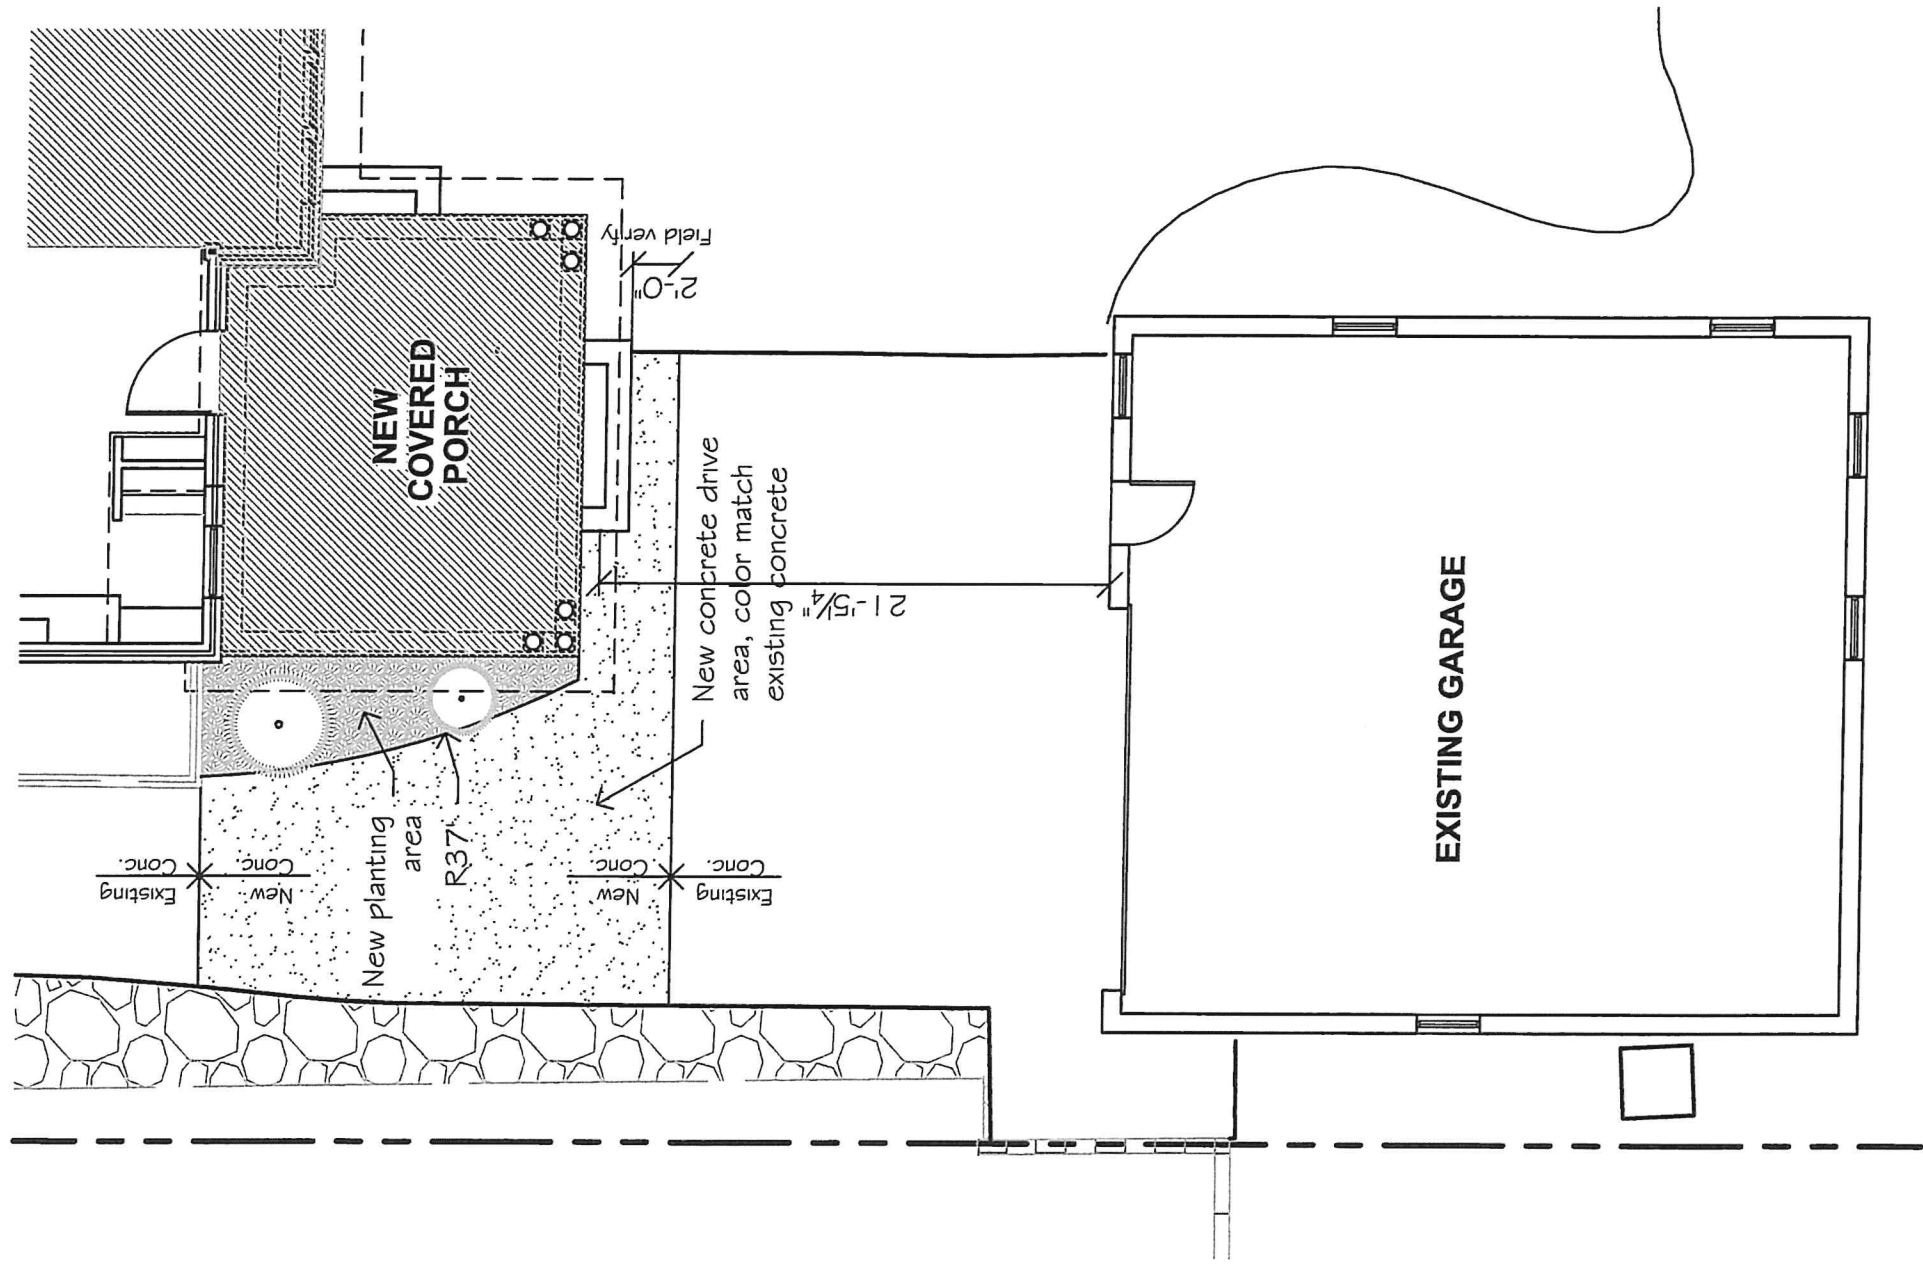 NEW
COVERED
PORCH
Field verify
2'-0"
New concrete drive
area, color match
existing concrete
21'-5¼"
EXISTING GARAGE
New planting
area
R37'
Existing
Conc.
New
Conc.
New
Conc.
Existing
Conc.